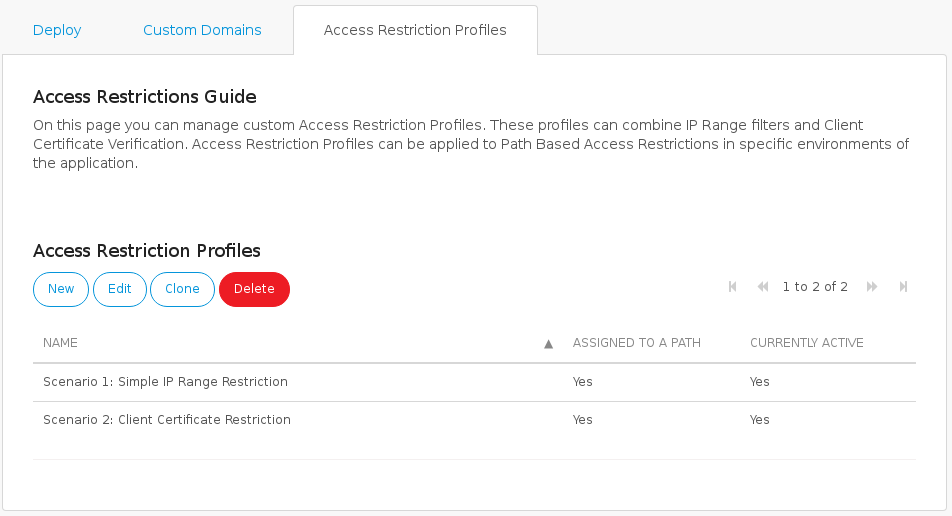 Deploy Custom Domains Access Restriction Profiles
Access Restrictions Guide
On this page you can manage custom Access Restriction Profiles. These profiles can combine IP Range filters and Client
Certificate Verification. Access Restriction Profiles can be applied to Path Based Access Restrictions in specific environments of
the application.
Access Restriction Profiles
New Edit Clone Delete 1 to 2 of 2
NAME ▲ ASSIGNED TO A PATH CURRENTLY ACTIVE
Scenario 1: Simple IP Range Restriction Yes Yes
Scenario 2: Client Certificate Restriction Yes Yes